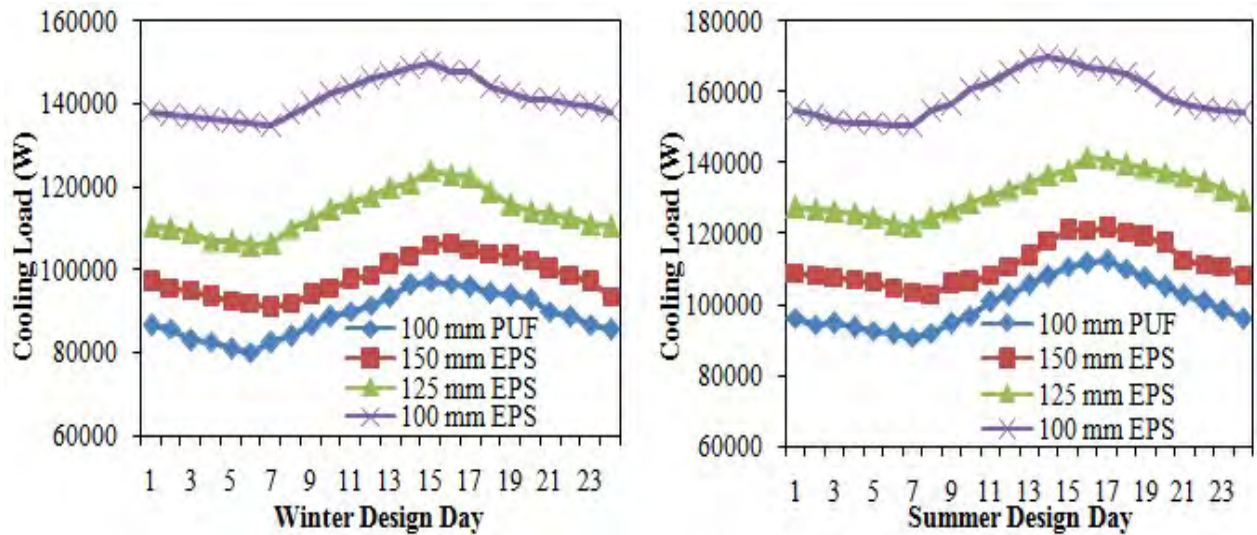 160000
140000
120000
100000
80000
60000
Cooling Load (W)
100 mm PUF
150 mm EPS
125 mm EPS
100 mm EPS
1 3 5 7 9 11 13 15 17 19 21 23
Winter Design Day
180000
160000
140000
120000
100000
80000
60000
Cooling Load (W)
100 mm PUF
150 mm EPS
125 mm EPS
100 mm EPS
1 3 5 7 9 11 13 15 17 19 21 23
Summer Design Day